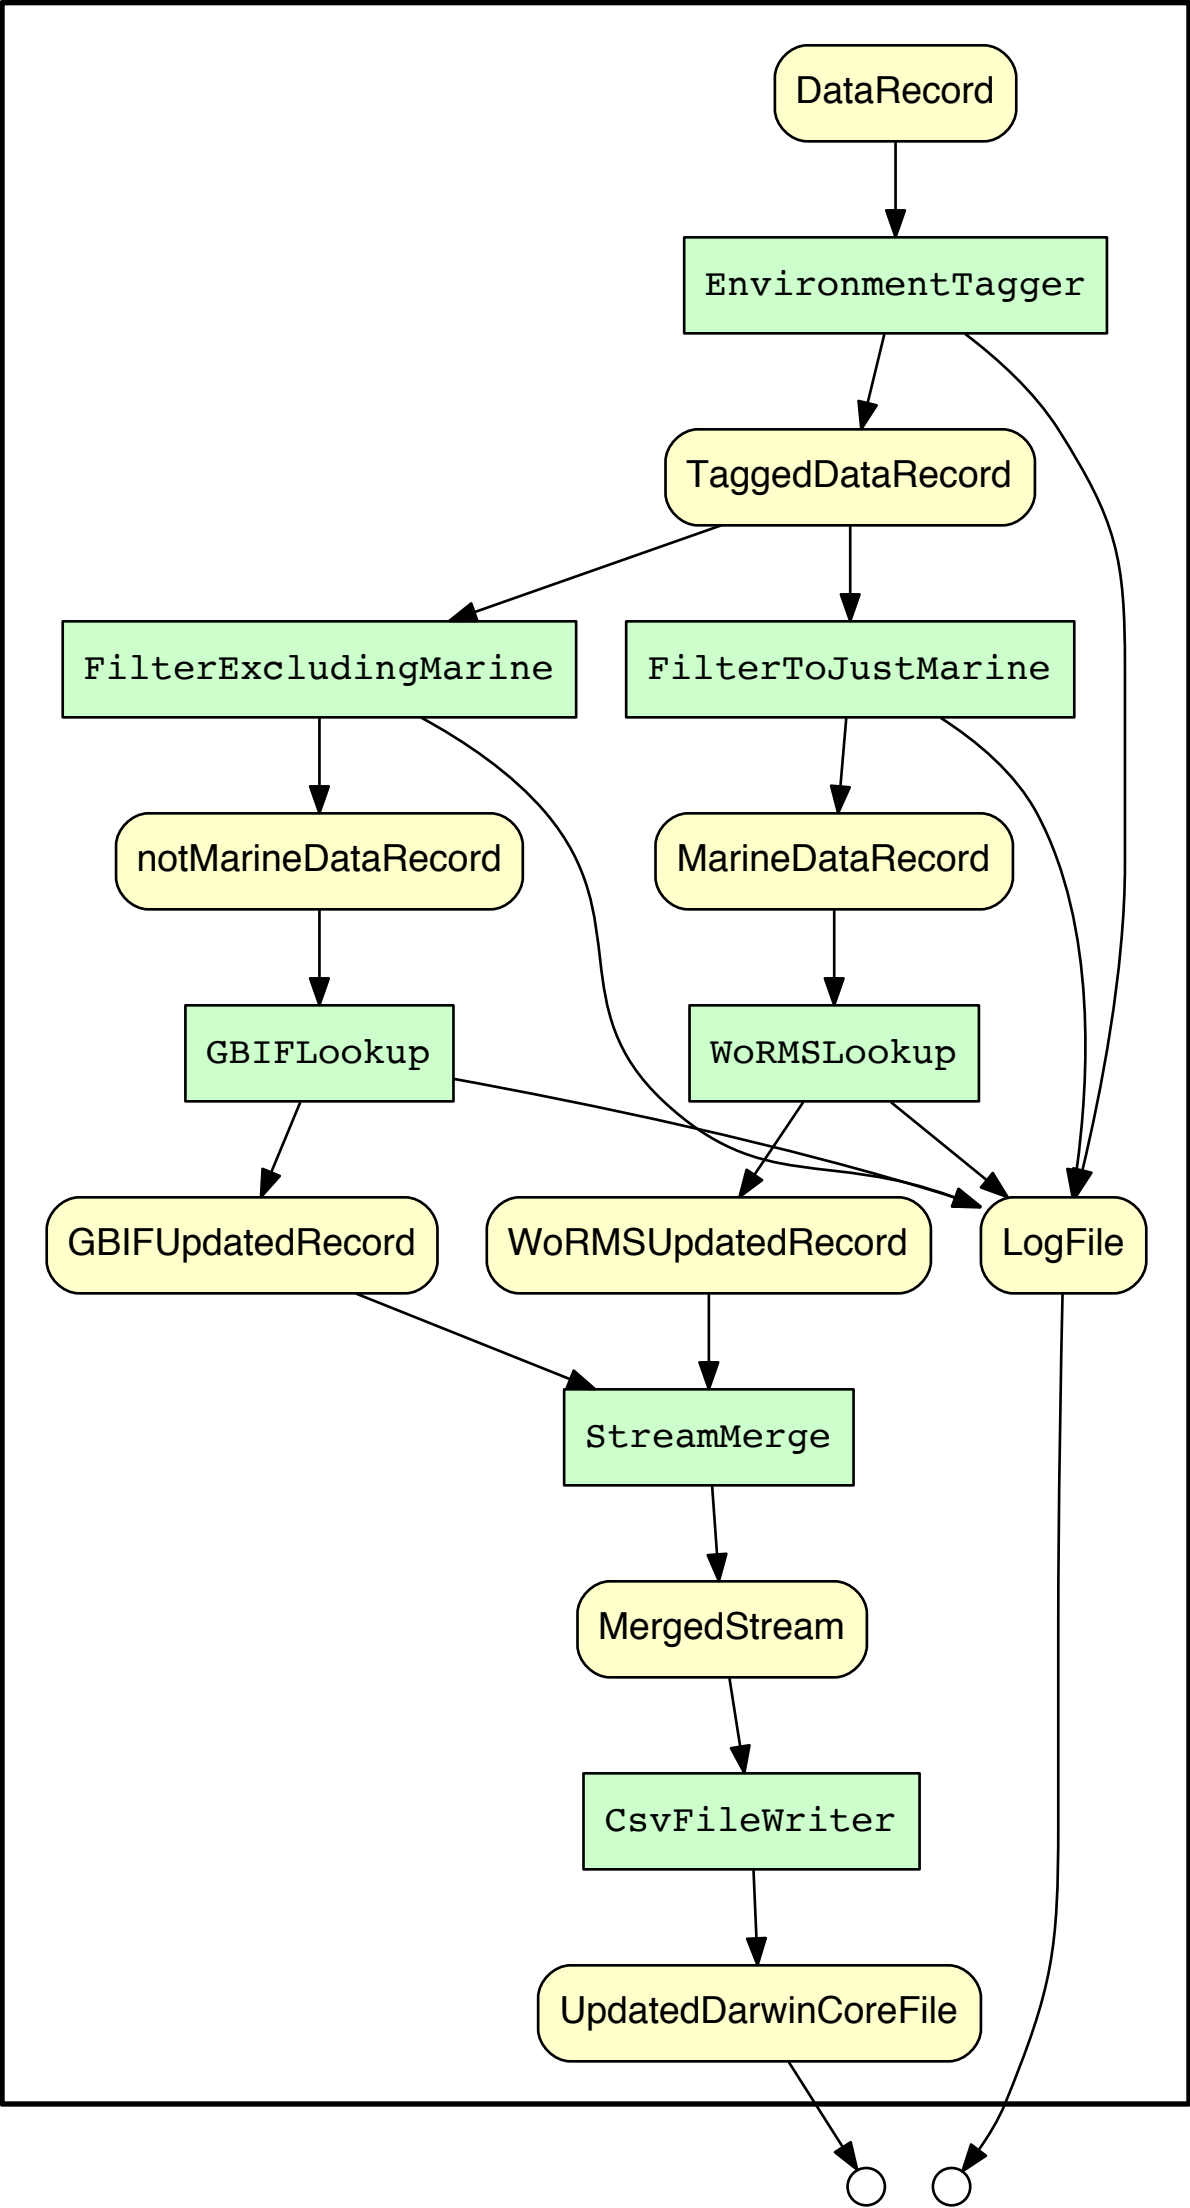 DataRecord
EnvironmentTagger
TaggedDataRecord
FilterExcludingMarine
FilterToJustMarine
notMarineDataRecord
MarineDataRecord
GBIFLookup
WoRMSLookup
GBIFUpdatedRecord
WoRMSUpdatedRecord
LogFile
StreamMerge
MergedStream
CsvFileWriter
UpdatedDarwinCoreFile